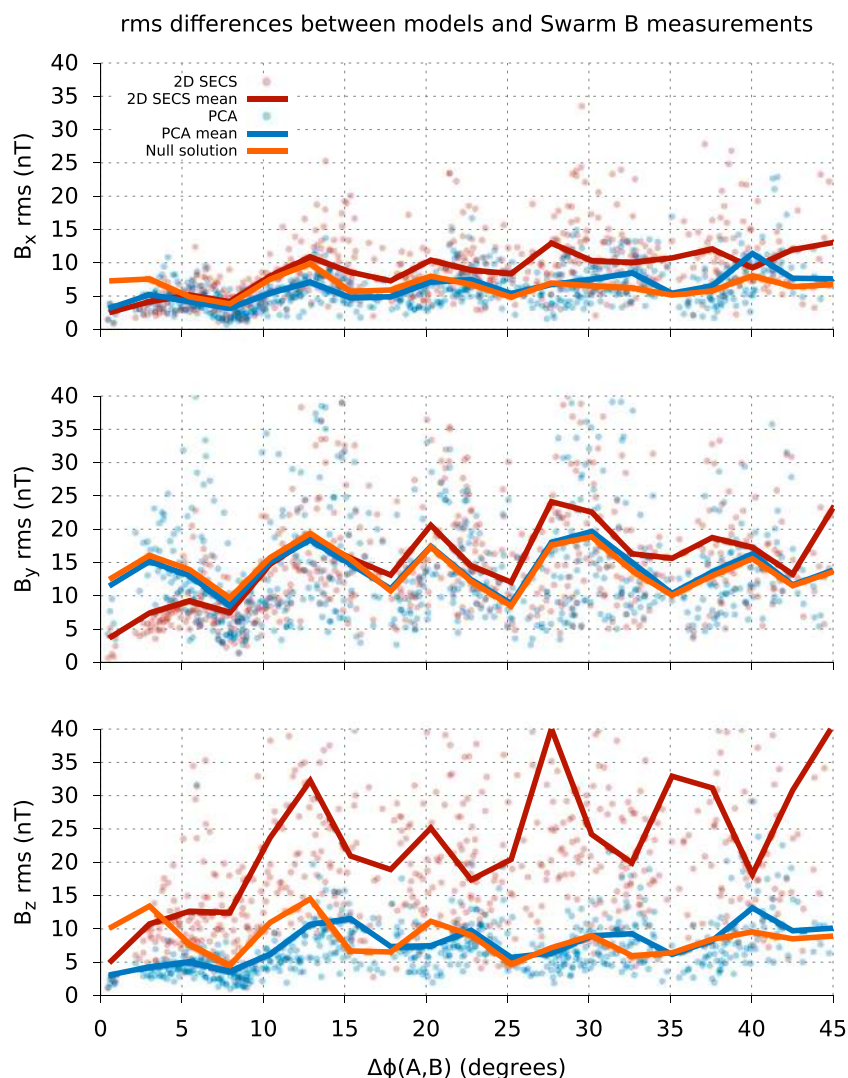 rms differences between models and Swarm B measurements
40
35
30
25
20
15
10
5
0
Bx rms (nT)
2D SECS
2D SECS mean
PCA
PCA mean
Null solution
40
35
30
25
20
15
10
5
0
By rms (nT)
40
35
30
25
20
15
10
5
0
Bz rms (nT)
0 5 10 15 20 25 30 35 40 45
Δϕ(A,B) (degrees)